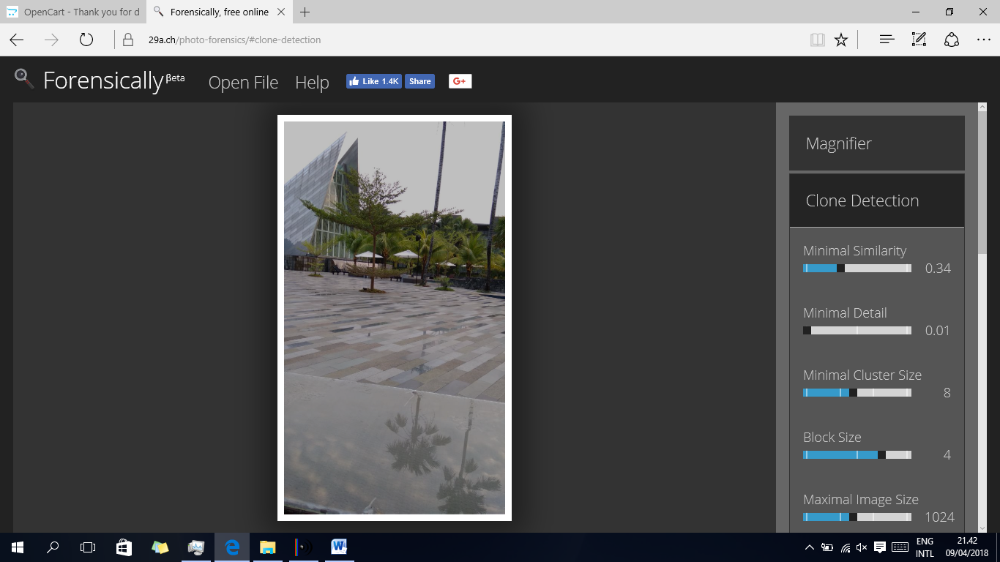 OpenCart - Thank you for d
Forensically, free online
29a.ch/photo-forensics/#clone-detection
Forensically βeta
Open File
Help
Like 1.4K
Share
G+
Magnifier
Clone Detection
Minimal Similarity
0.34
Minimal Detail
0.01
Minimal Cluster Size
8
Block Size
4
Maximal Image Size
1024
ENG
INTL
21.42
09/04/2018